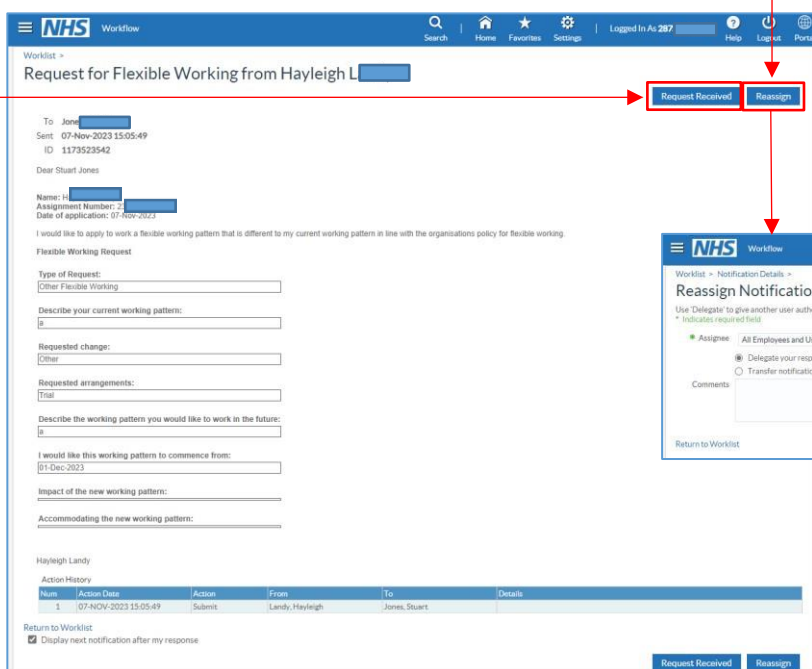 NHS Workflow
Search
Home
Favorites
Settings
Logged In As 287
Help
Logout
Porta
Worklist >
Request for Flexible Working from Hayleigh L
Request Received
Reassign
To Jone
Sent 07-Nov-2023 15:05:49
ID 1173523542
Dear Stuart Jones
Name: H
Assignment Number: 2
Date of application: 07-Nov-2023
I would like to apply to work a flexible working pattern that is different to my current working pattern in line with the organisations policy for flexible working.
Flexible Working Request
Type of Request:
Other Flexible Working
Describe your current working pattern:
a
Requested change:
Other
Requested arrangements:
Trial
Describe the working pattern you would like to work in the future:
a
I would like this working pattern to commence from:
01-Dec-2023
Impact of the new working pattern:
Accommodating the new working pattern:
Hayleigh Landy
Action History
Num Action Date Action From To Details
1 07-NOV-2023 15:05:49 Submit Landy, Hayleigh Jones, Stuart
Return to Worklist
Display next notification after my response
Request Received
Reassign
NHS Workflow
Worklist > Notification Details >
Reassign Notificatio
Use 'Delegate' to give another user autho
* Indicates required field
* Assignee All Employees and Us
Delegate your resp
Transfer notificatio
Comments
Return to Worklist